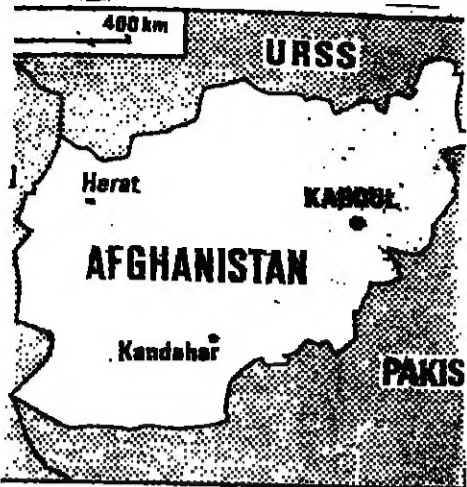 400 km
URSS
Herat
KABOUL
AFGHANISTAN
Kandahar
PAKIS